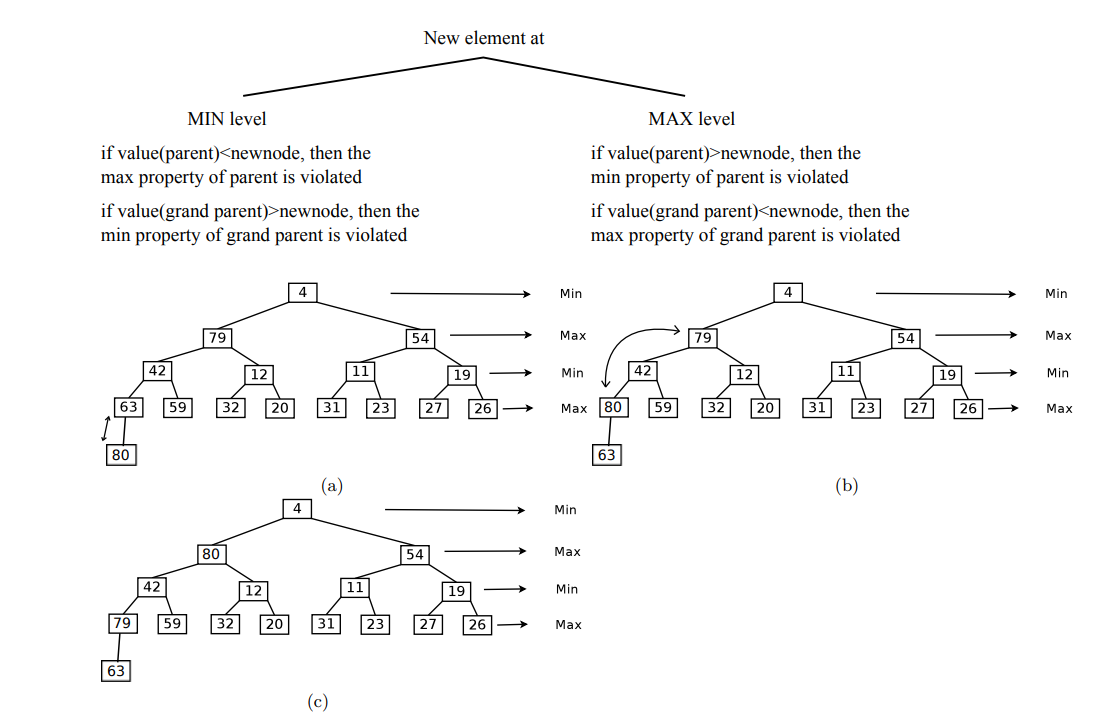 New element at
MIN level
if value(parent)<newnode, then the
max property of parent is violated
if value(grand parent)>newnode, then the
min property of grand parent is violated
MAX level
if value(parent)>newnode, then the
min property of parent is violated
if value(grand parent)<newnode, then the
max property of grand parent is violated
4 Min
79 54 Max
42 12 11 19 Min
63 59 32 20 31 23 27 26 Max
80
(a)
4 Min
79 54 Max
42 12 11 19 Min
80 59 32 20 31 23 27 26 Max
63
(b)
4 Min
80 54 Max
42 12 11 19 Min
79 59 32 20 31 23 27 26 Max
63
(c)